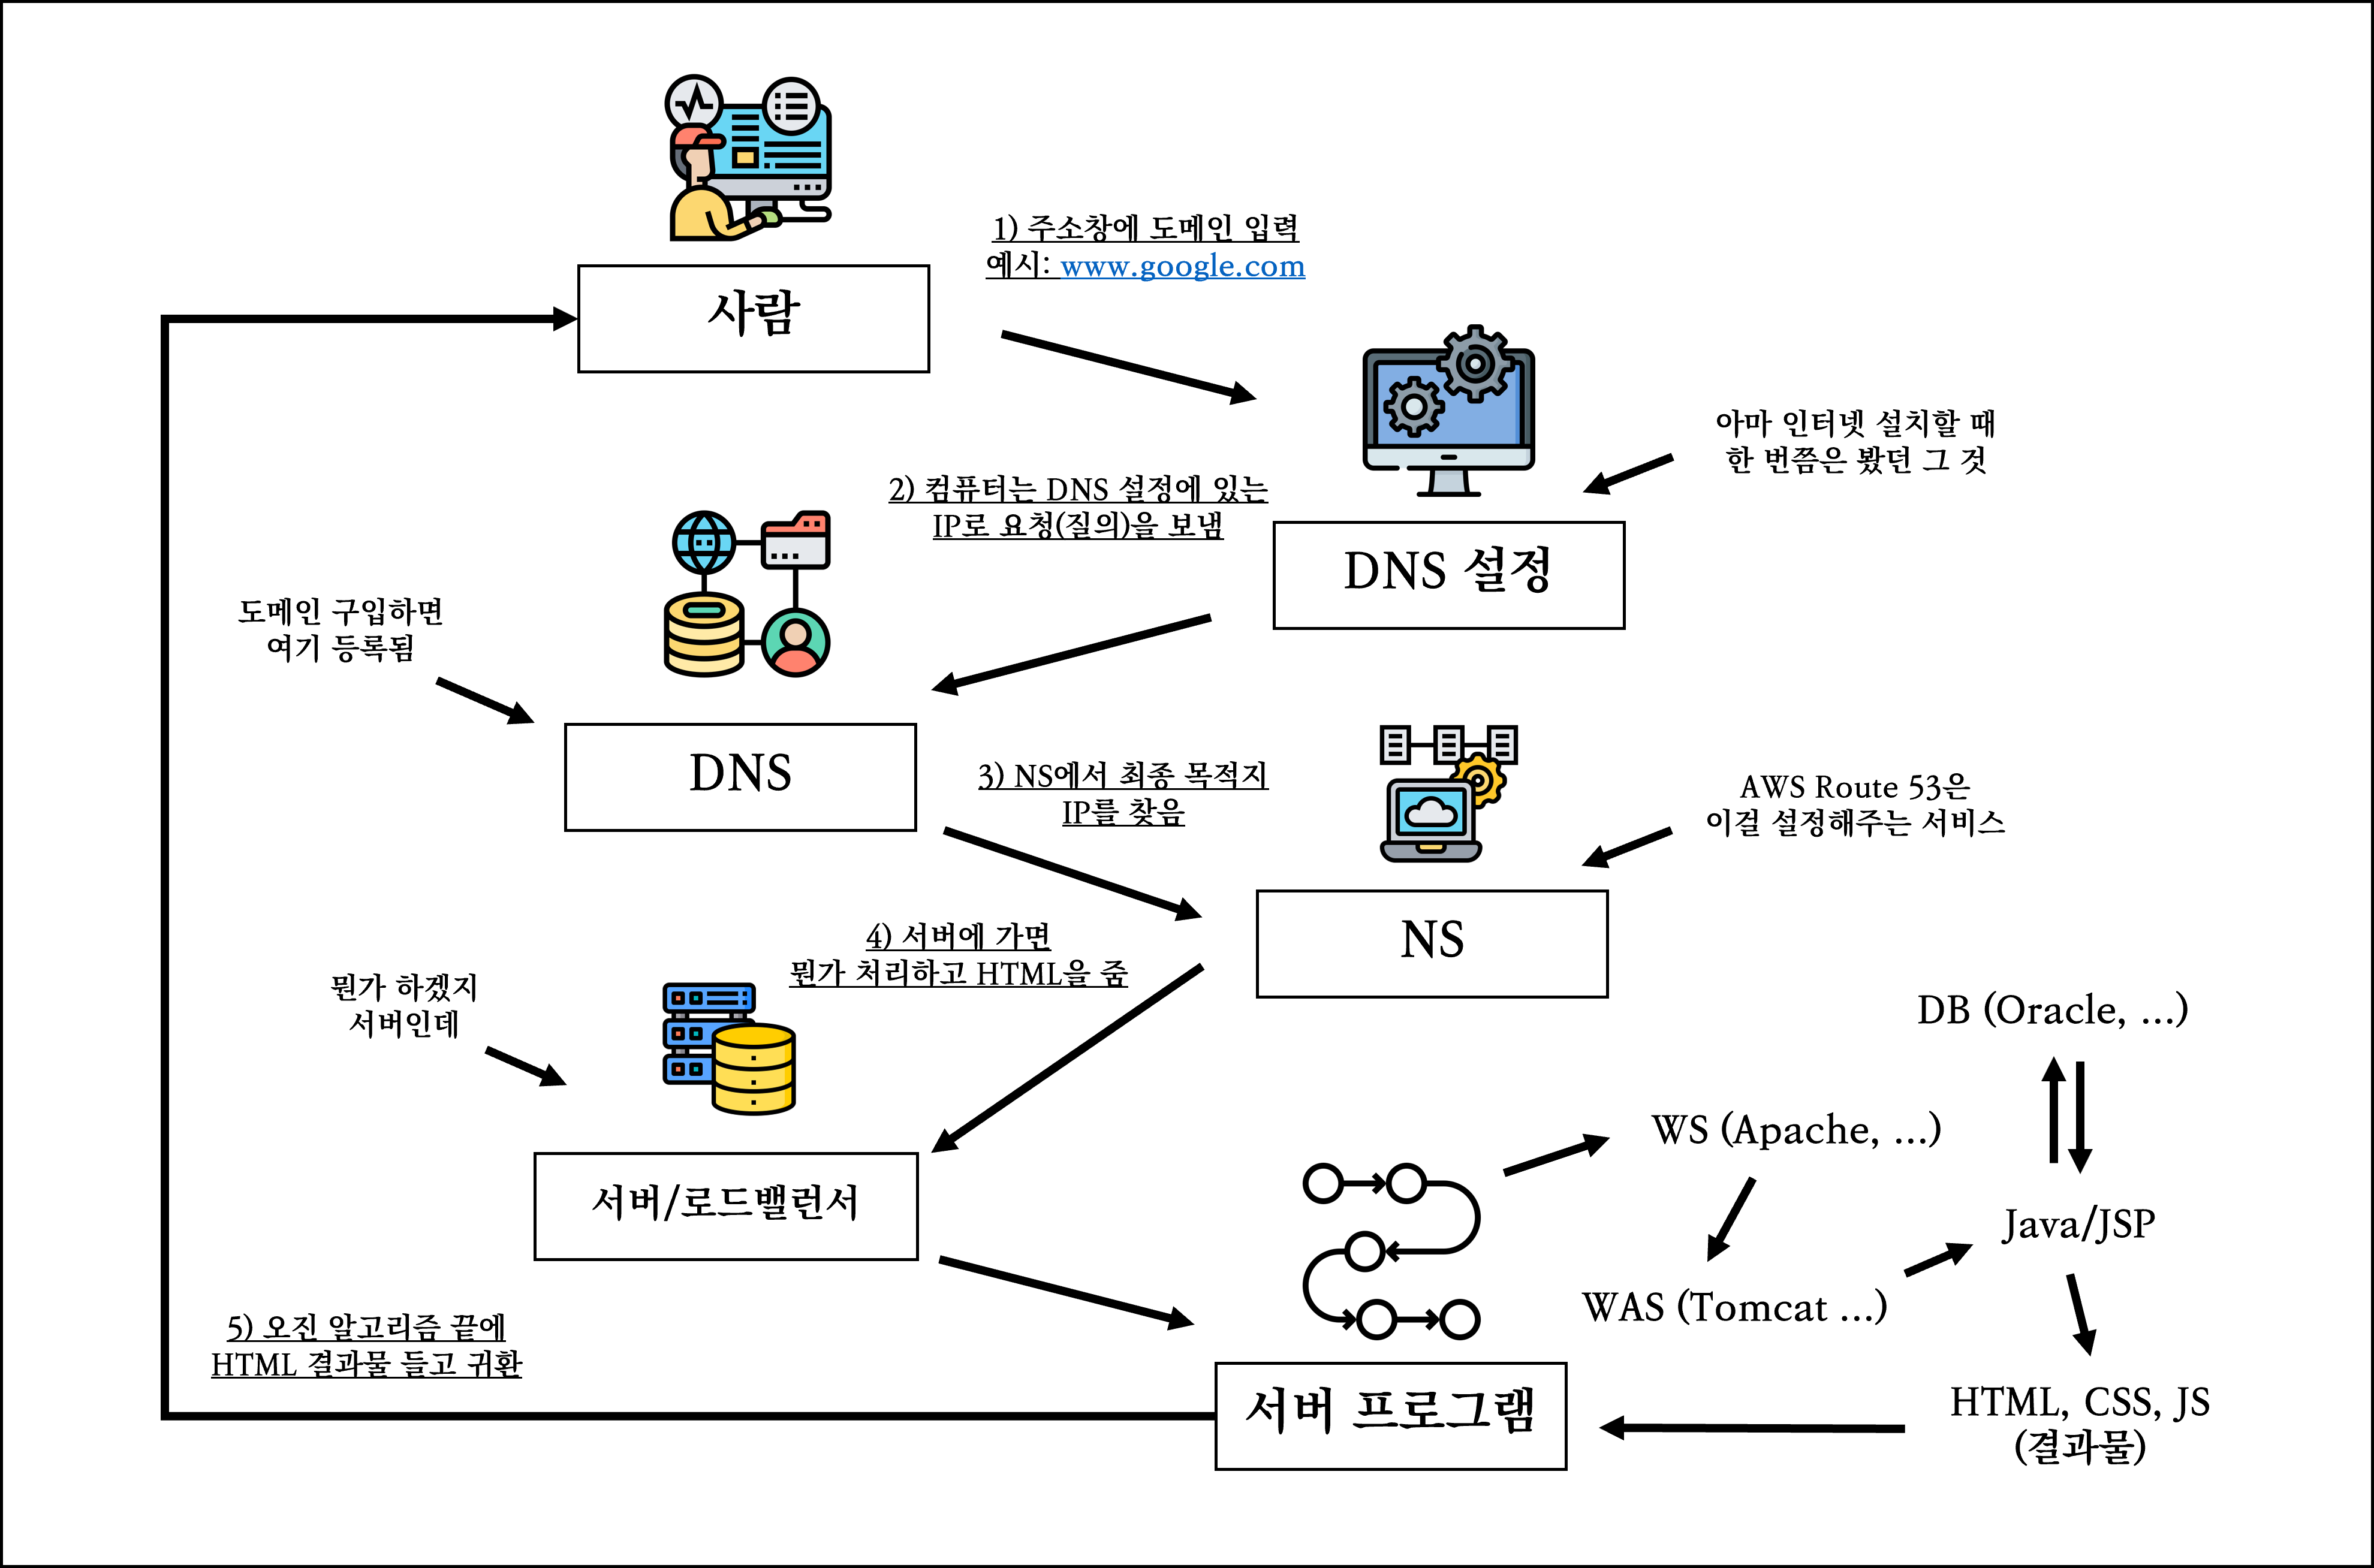 1) 주소창에 도메인 입력
예시: www.google.com
사람
아마 인터넷 설치할 때
한 번쯤은 봤던 그 것
2) 컴퓨터는 DNS 설정에 있는
IP로 요청(질의)을 보냄
DNS 설정
도메인 구입하면
여기 등록됨
DNS
3) NS에서 최종 목적지
IP를 찾음
AWS Route 53은
이걸 설정해주는 서비스
NS
4) 서버에 가면
뭔가 처리하고 HTML을 줌
뭔가 하겠지
서버인데
서버/로드밸런서
DB (Oracle, ...)
WS (Apache, ...)
Java/JSP
WAS (Tomcat ...)
5) 오진 알고리즘 끝에
HTML 결과물 들고 귀환
서버 프로그램
HTML, CSS, JS
(결과물)